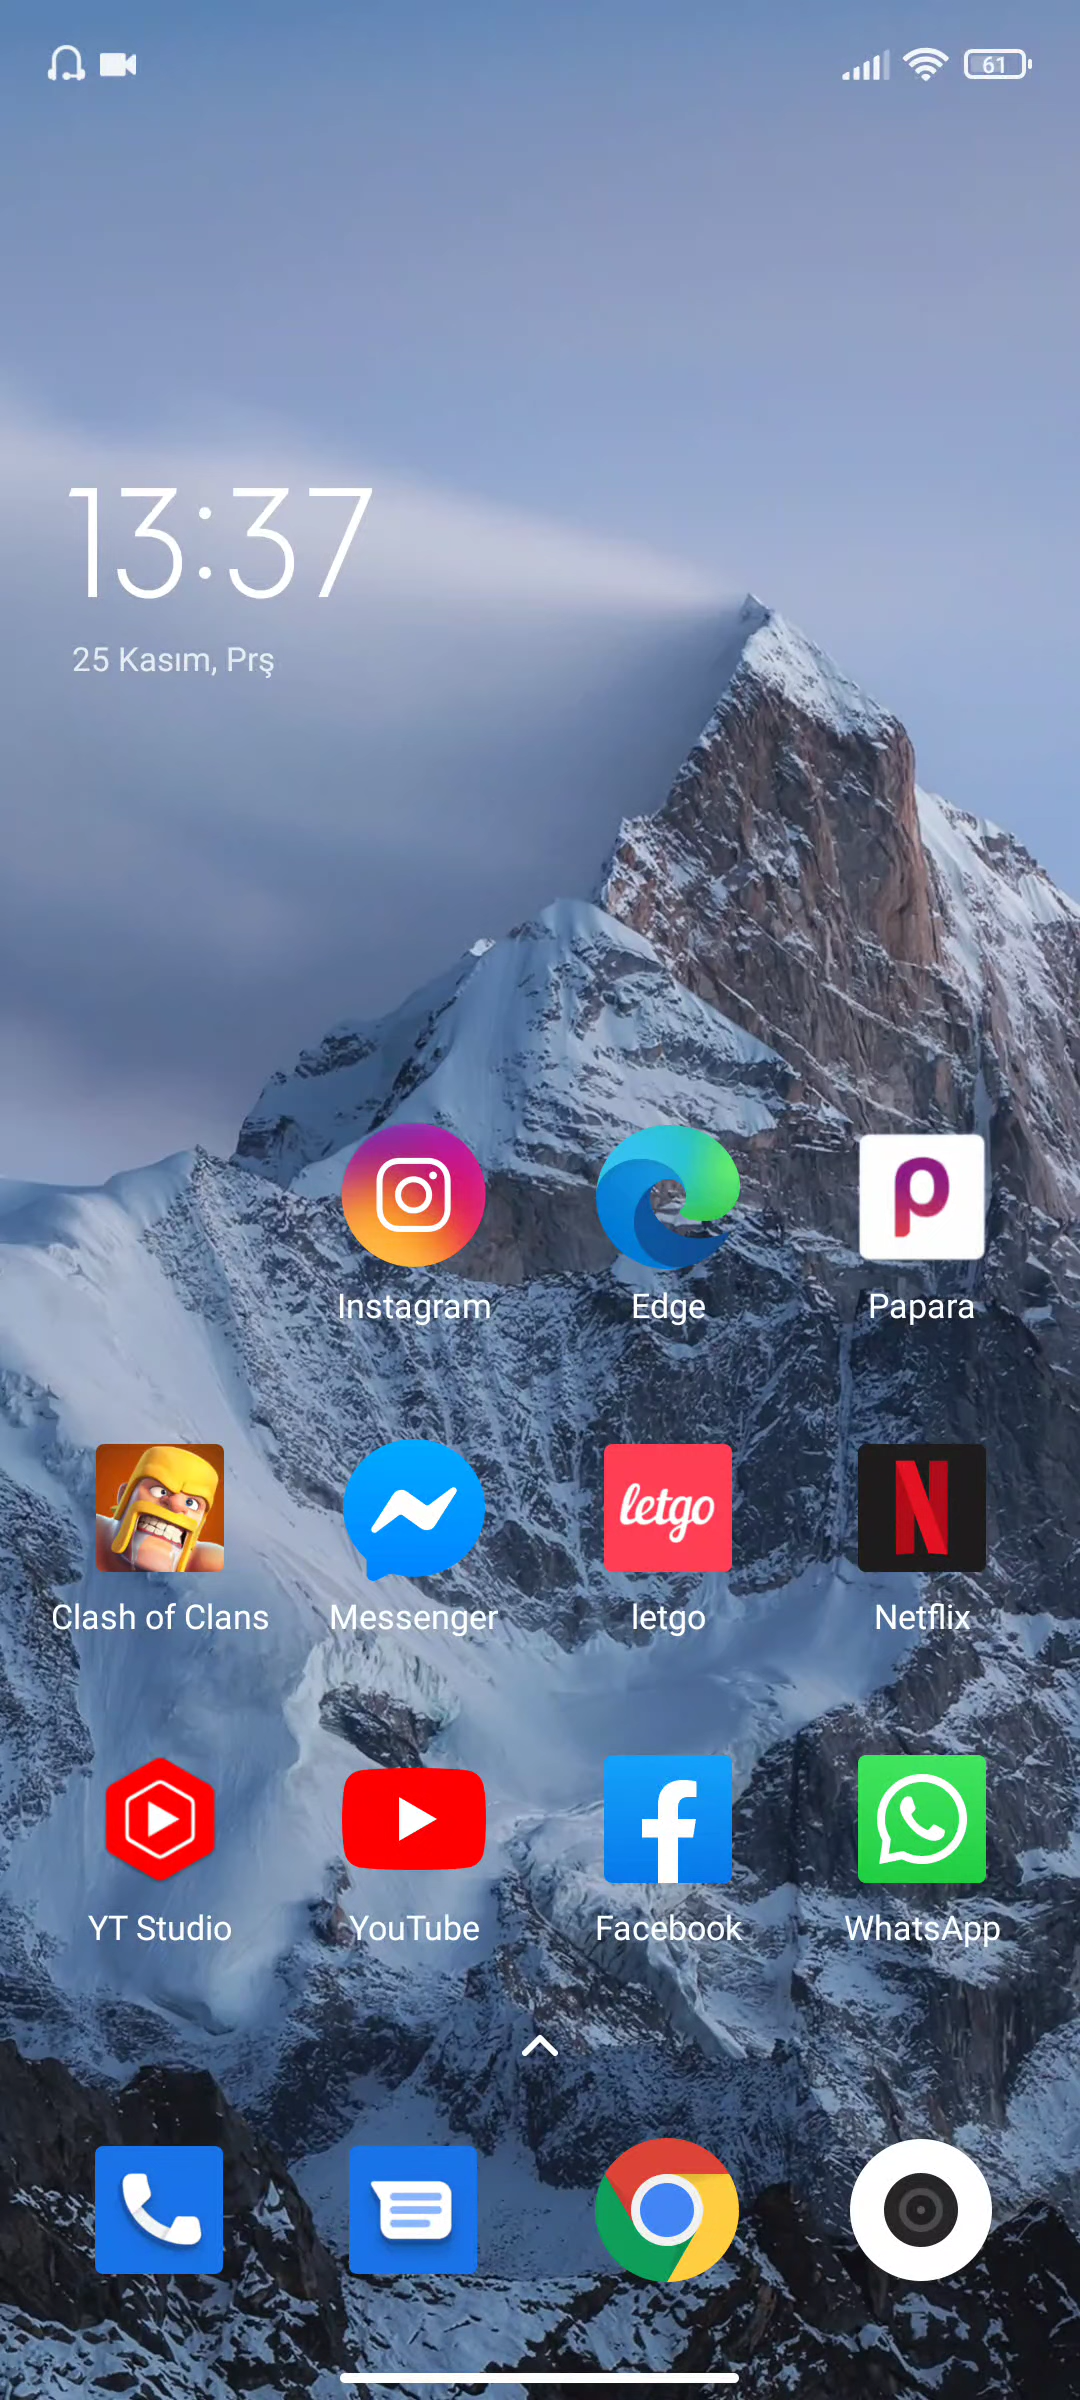 61
13:37
25 Kasım, Prş
Instagram
Edge
Papara
letgo
Clash of Clans
Messenger
letgo
Netflix
YT Studio
YouTube
Facebook
WhatsApp